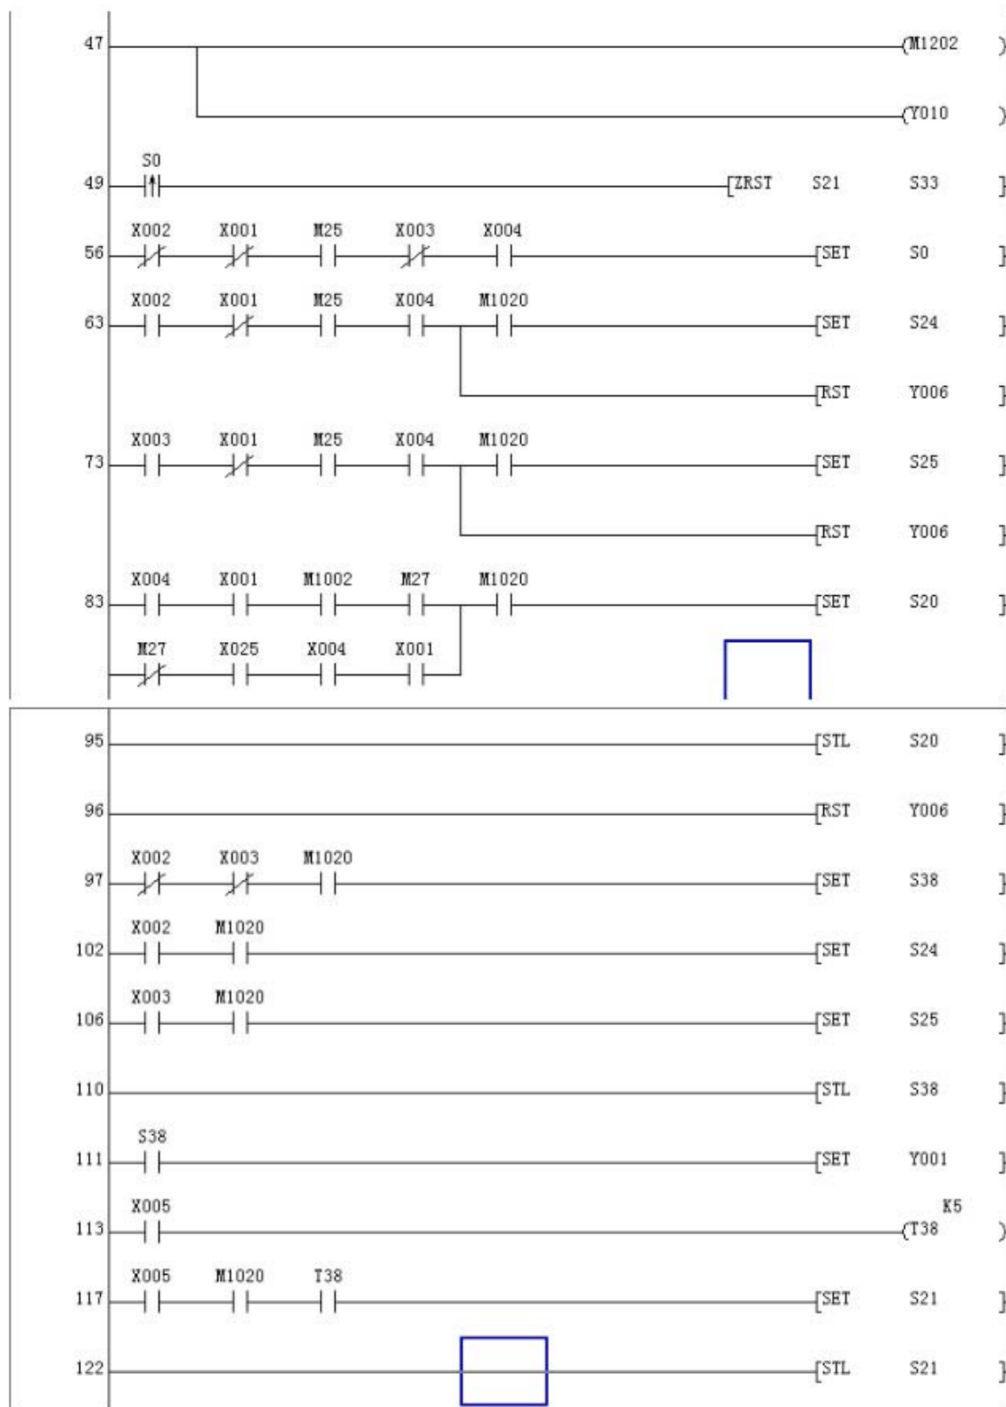 47 (M1202 )
(Y010 )
S0
49 [ZRST S21 S33 ]
X002 X001 M25 X003 X004
56 [SET S0 ]
X002 X001 M25 X004 M1020
63 [SET S24 ]
[RST Y006 ]
X003 X001 M25 X004 M1020
73 [SET S25 ]
[RST Y006 ]
X004 X001 M1002 M27 M1020
83 [SET S20 ]
M27 X025 X004 X001
95 [STL S20 ]
96 [RST Y006 ]
X002 X003 M1020
97 [SET S38 ]
X002 M1020
102 [SET S24 ]
X003 M1020
106 [SET S25 ]
110 [STL S38 ]
S38
111 [SET Y001 ]
X005 K5
113 (T38 )
X005 M1020 T38
117 [SET S21 ]
122 [STL S21 ]